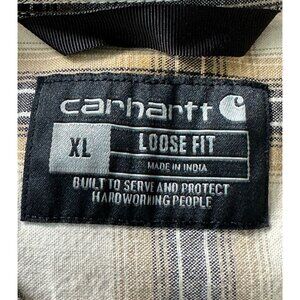 carhartt
XL
LOOSE FIT
MADE IN INDIA
BUILT TO SERVE AND PROTECT
HARDWORKING PEOPLE